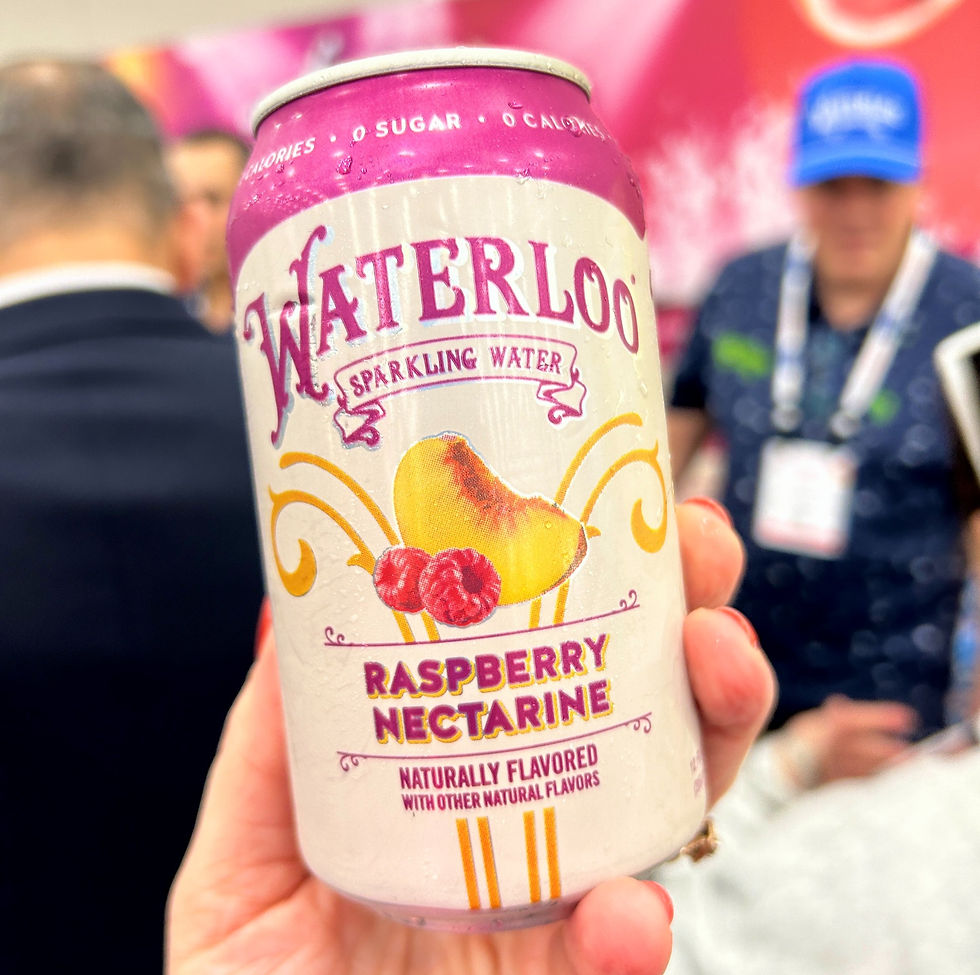 CALORIES • 0 SUGAR • 0 CALORIES
WATERLOO
SPARKLING WATER
RASPBERRY
NECTARINE
NATURALLY FLAVORED
WITH OTHER NATURAL FLAVORS